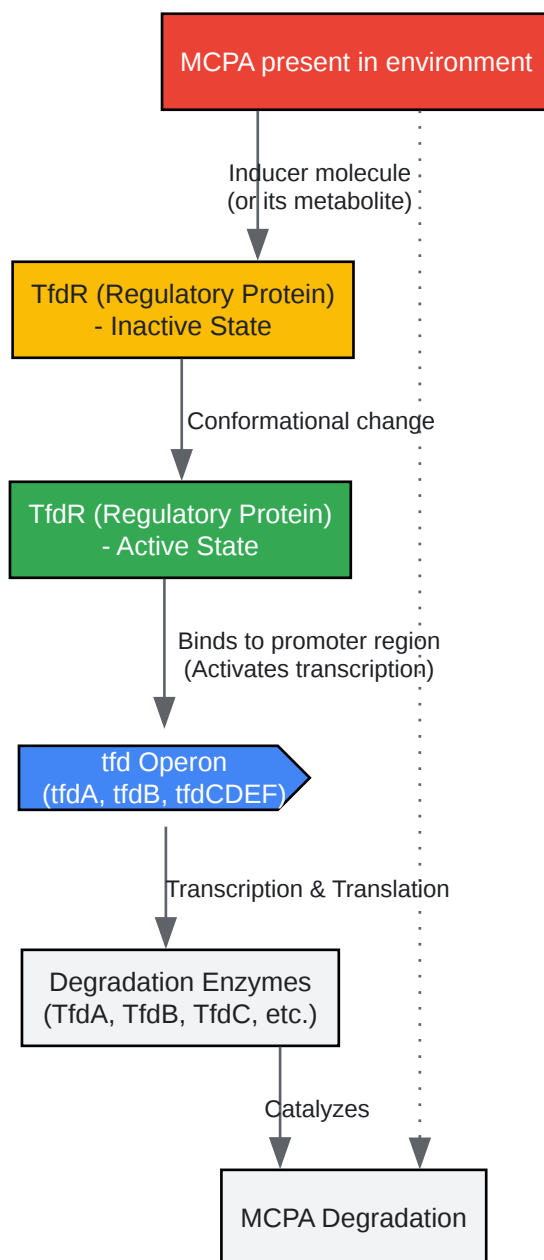 MCPA present in environment
Inducer molecule
(or its metabolite)
TfdR (Regulatory Protein)
- Inactive State
Conformational change
TfdR (Regulatory Protein)
- Active State
Binds to promoter region
(Activates transcription)
tfd Operon
(tfdA, tfdB, tfdCDEF)
Transcription & Translation
Degradation Enzymes
(TfdA, TfdB, TfdC, etc.)
Catalyzes
MCPA Degradation